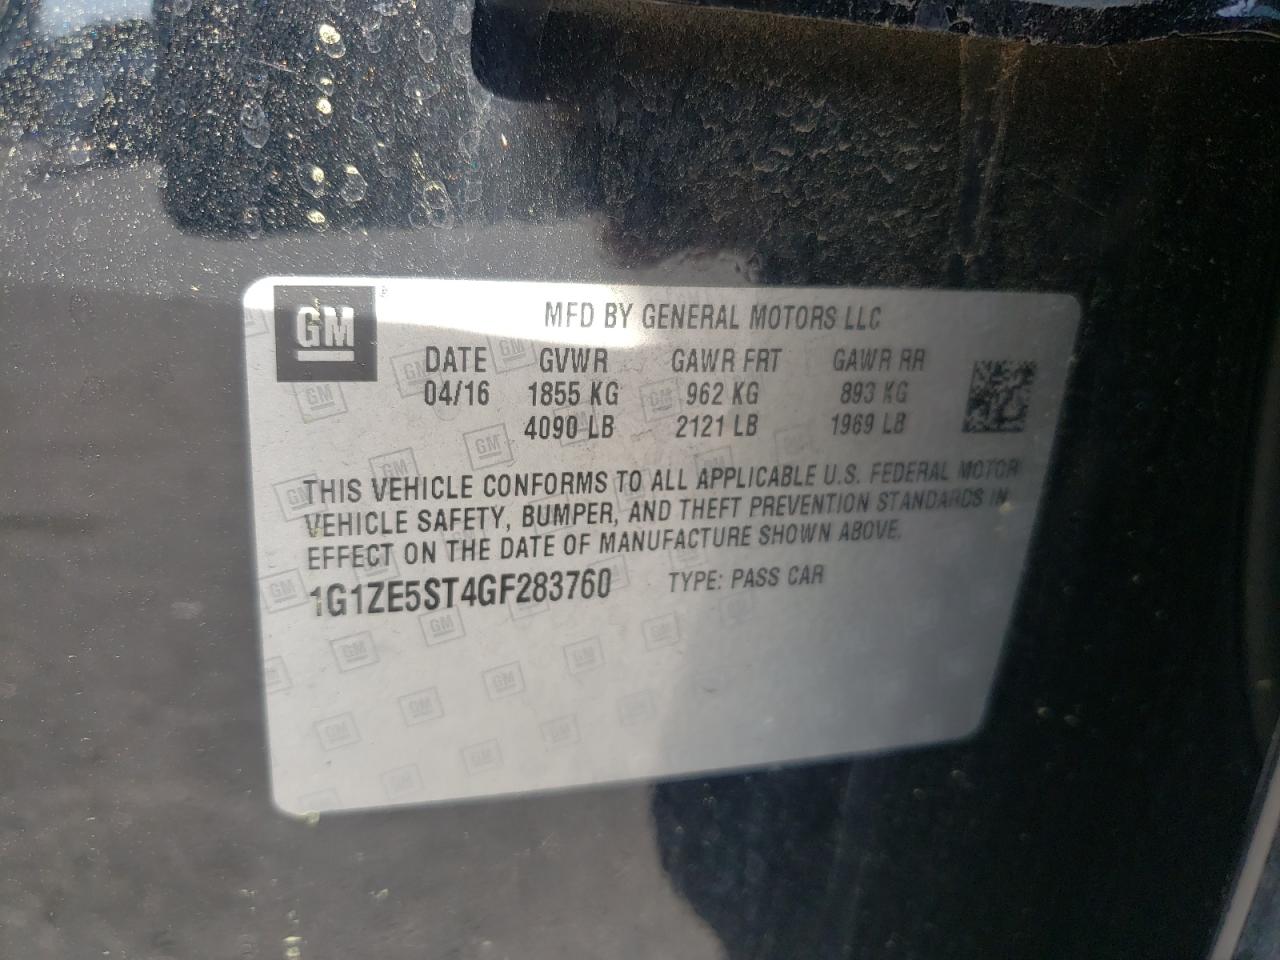 GM ®
MFD BY GENERAL MOTORS LLC
DATE GVWR GAWR FRT GAWR RR
04/16 1855 KG 962 KG 893 KG
4090 LB 2121 LB 1969 LB
THIS VEHICLE CONFORMS TO ALL APPLICABLE U.S. FEDERAL MOTOR
VEHICLE SAFETY, BUMPER, AND THEFT PREVENTION STANDARDS IN
EFFECT ON THE DATE OF MANUFACTURE SHOWN ABOVE.
1G1ZE5ST4GF283760 TYPE: PASS CAR